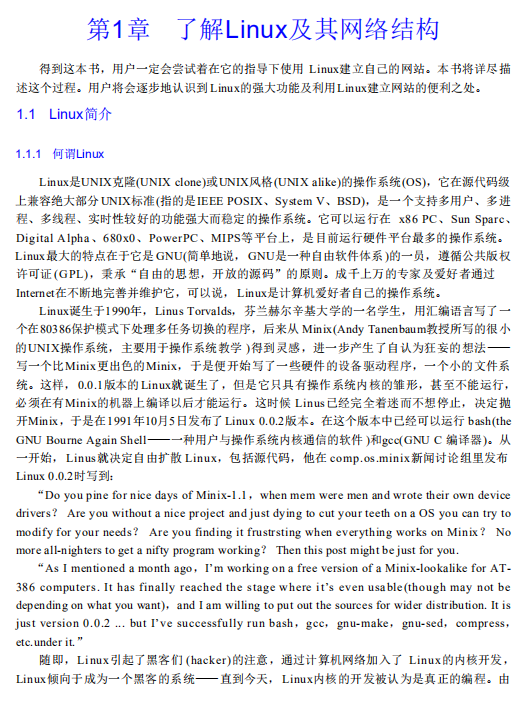 第1章 了解Linux及其网络结构
得到这本书，用户一定会尝试着在它的指导下使用 Linux建立自己的网站。本书将详尽描
述这个过程。用户将会逐步地认识到Linux的强大功能及利用Linux建立网站的便利之处。
1.1 Linux简介
1.1.1 何谓Linux
Linux是UNIX克隆(UNIX clone)或UNIX风格(UNIX alike)的操作系统(OS)，它在源代码级
上兼容绝大部分UNIX标准(指的是IEEE POSIX、System V、BSD)，是一个支持多用户、多进
程、多线程、实时性较好的功能强大而稳定的操作系统。它可以运行在 x86 PC、Sun Sparc、
Digital Alpha、680x0、PowerPC、MIPS等平台上，是目前运行硬件平台最多的操作系统。
Linux最大的特点在于它是GNU(简单地说，GNU是一种自由软件体系)的一员，遵循公共版权
许可证(GPL)，秉承“自由的思想，开放的源码”的原则。成千上万的专家及爱好者通过
Internet在不断地完善并维护它，可以说，Linux是计算机爱好者自己的操作系统。
Linux诞生于1990年，Linus Torvalds，芬兰赫尔辛基大学的一名学生，用汇编语言写了一
个在80386保护模式下处理多任务切换的程序，后来从 Minix(Andy Tanenbaum教授所写的很小
的UNIX操作系统，主要用于操作系统教学)得到灵感，进一步产生了自认为狂妄的想法——
写一个比Minix更出色的Minix，于是便开始写了一些硬件的设备驱动程序，一个小的文件系
统。这样，0.0.1版本的Linux就诞生了，但是它只具有操作系统内核的雏形，甚至不能运行，
必须在有Minix的机器上编译以后才能运行。这时候 Linus已经完全着迷而不想停止，决定抛
开Minix，于是在1991年10月5日发布了Linux 0.0.2版本。在这个版本中已经可以运行 bash(the
GNU Bourne Again Shell——一种用户与操作系统内核通信的软件)和gcc(GNU C 编译器)。从
一开始，Linus就决定自由扩散 Linux，包括源代码，他在 comp.os.minix新闻讨论组里发布
Linux 0.0.2时写到：
“Do you pine for nice days of Minix-1.1，when mem were men and wrote their own device
drivers？ Are you without a nice project and just dying to cut your teeth on a OS you can try to
modify for your needs？ Are you finding it frustrsting when everything works on Minix？ No
more all-nighters to get a nifty program working？ Then this post might be just for you.
“As I mentioned a month ago，I’m working on a free version of a Minix-lookalike for AT-
386 computers. It has finally reached the stage where it’s even usable(though may not be
depending on what you want)，and I am willing to put out the sources for wider distribution. It is
just version 0.0.2 ... but I’ve successfully run bash，gcc，gnu-make，gnu-sed，compress，
etc.under it.”
随即，Linux引起了黑客们(hacker)的注意，通过计算机网络加入了 Linux的内核开发，
Linux倾向于成为一个黑客的系统——直到今天，Linux内核的开发被认为是真正的编程。由